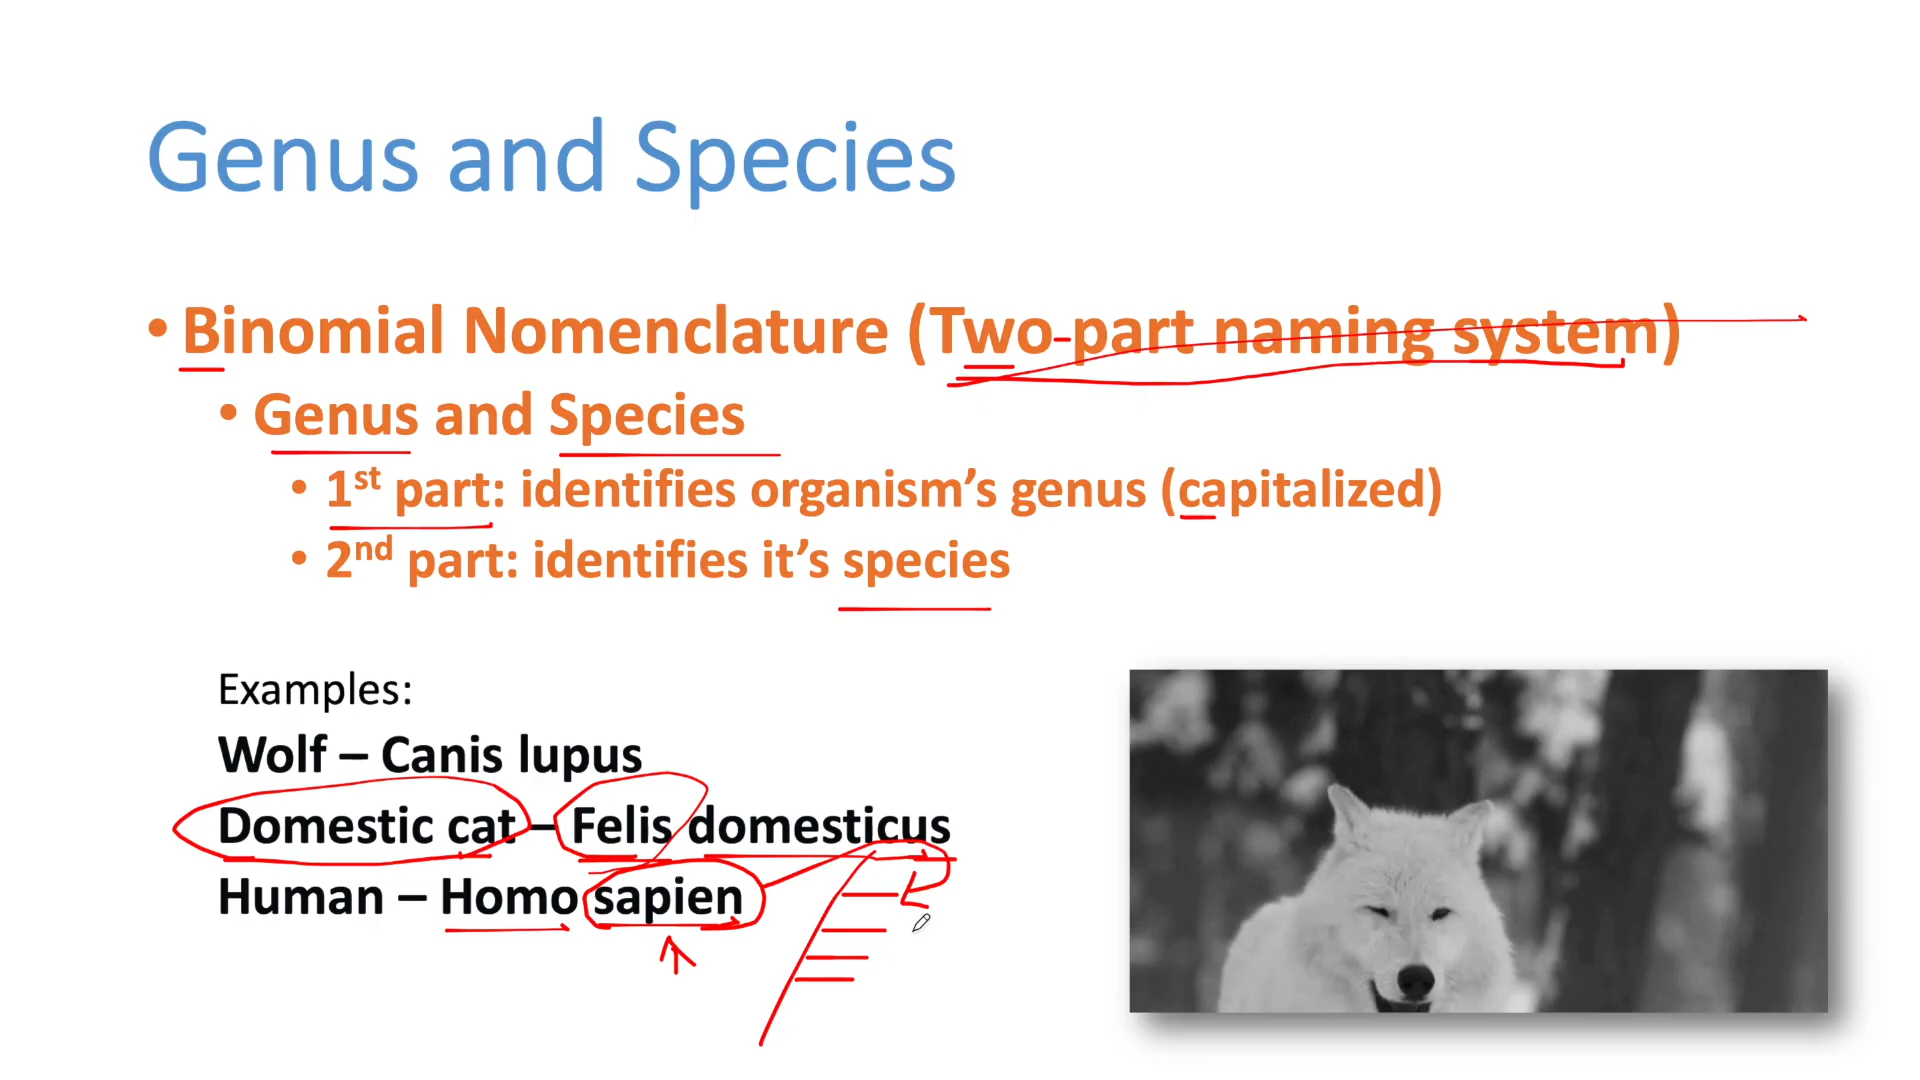 Genus and Species
• Binomial Nomenclature (Two-part naming system)
• Genus and Species
• 1st part: identifies organism’s genus (capitalized)
• 2nd part: identifies it’s species
Examples:
Wolf – Canis lupus
Domestic cat – Felis domesticus
Human – Homo sapien